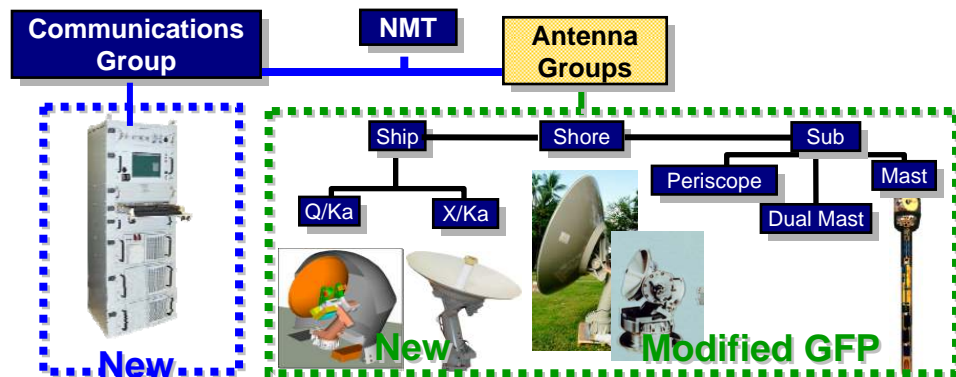 Communications
Group
NMT
Antenna
Groups
Ship
Shore
Sub
Periscope
Mast
Q/Ka
X/Ka
Dual Mast
New
New
Modified GFP